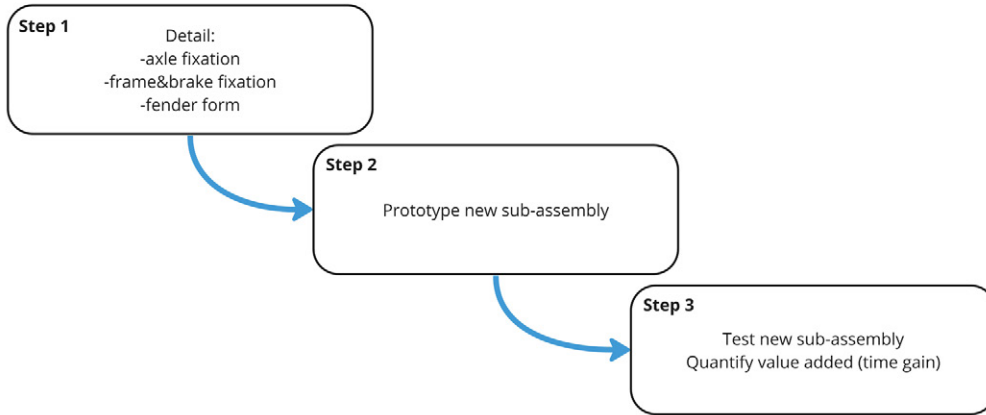 Step 1
Detail:
-axle fixation
-frame&brake fixation
-fender form
Step 2
Prototype new sub-assembly
Step 3
Test new sub-assembly
Quantify value added (time gain)